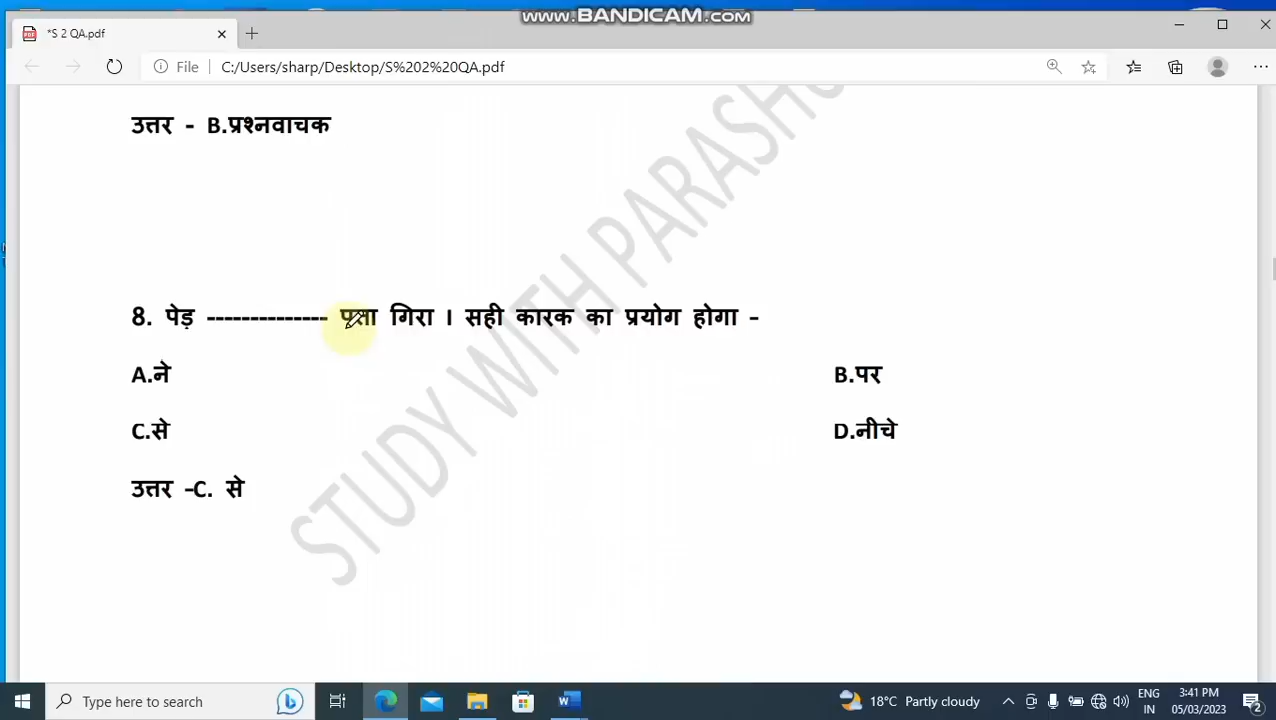 www.BANDICAM.com
*S 2 QA.pdf
File C:/Users/sharp/Desktop/S%202%20QA.pdf
उत्तर - B.प्रश्नवाचक
8. पेड़ -------------- पत्ता गिरा । सही कारक का प्रयोग होगा -
A.ने B.पर
C.से D.नीचे
उत्तर -C. से
STUDY WITH PARASH
Type here to search 18°C Partly cloudy ENG 3:41 PM
IN 05/03/2023 2